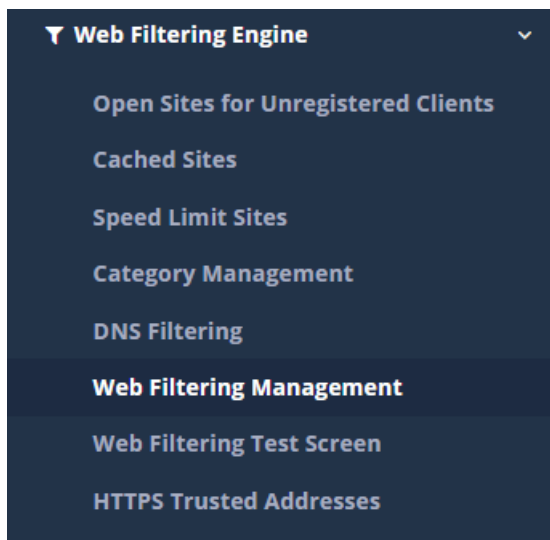 Web Filtering Engine
Open Sites for Unregistered Clients
Cached Sites
Speed Limit Sites
Category Management
DNS Filtering
Web Filtering Management
Web Filtering Test Screen
HTTPS Trusted Addresses